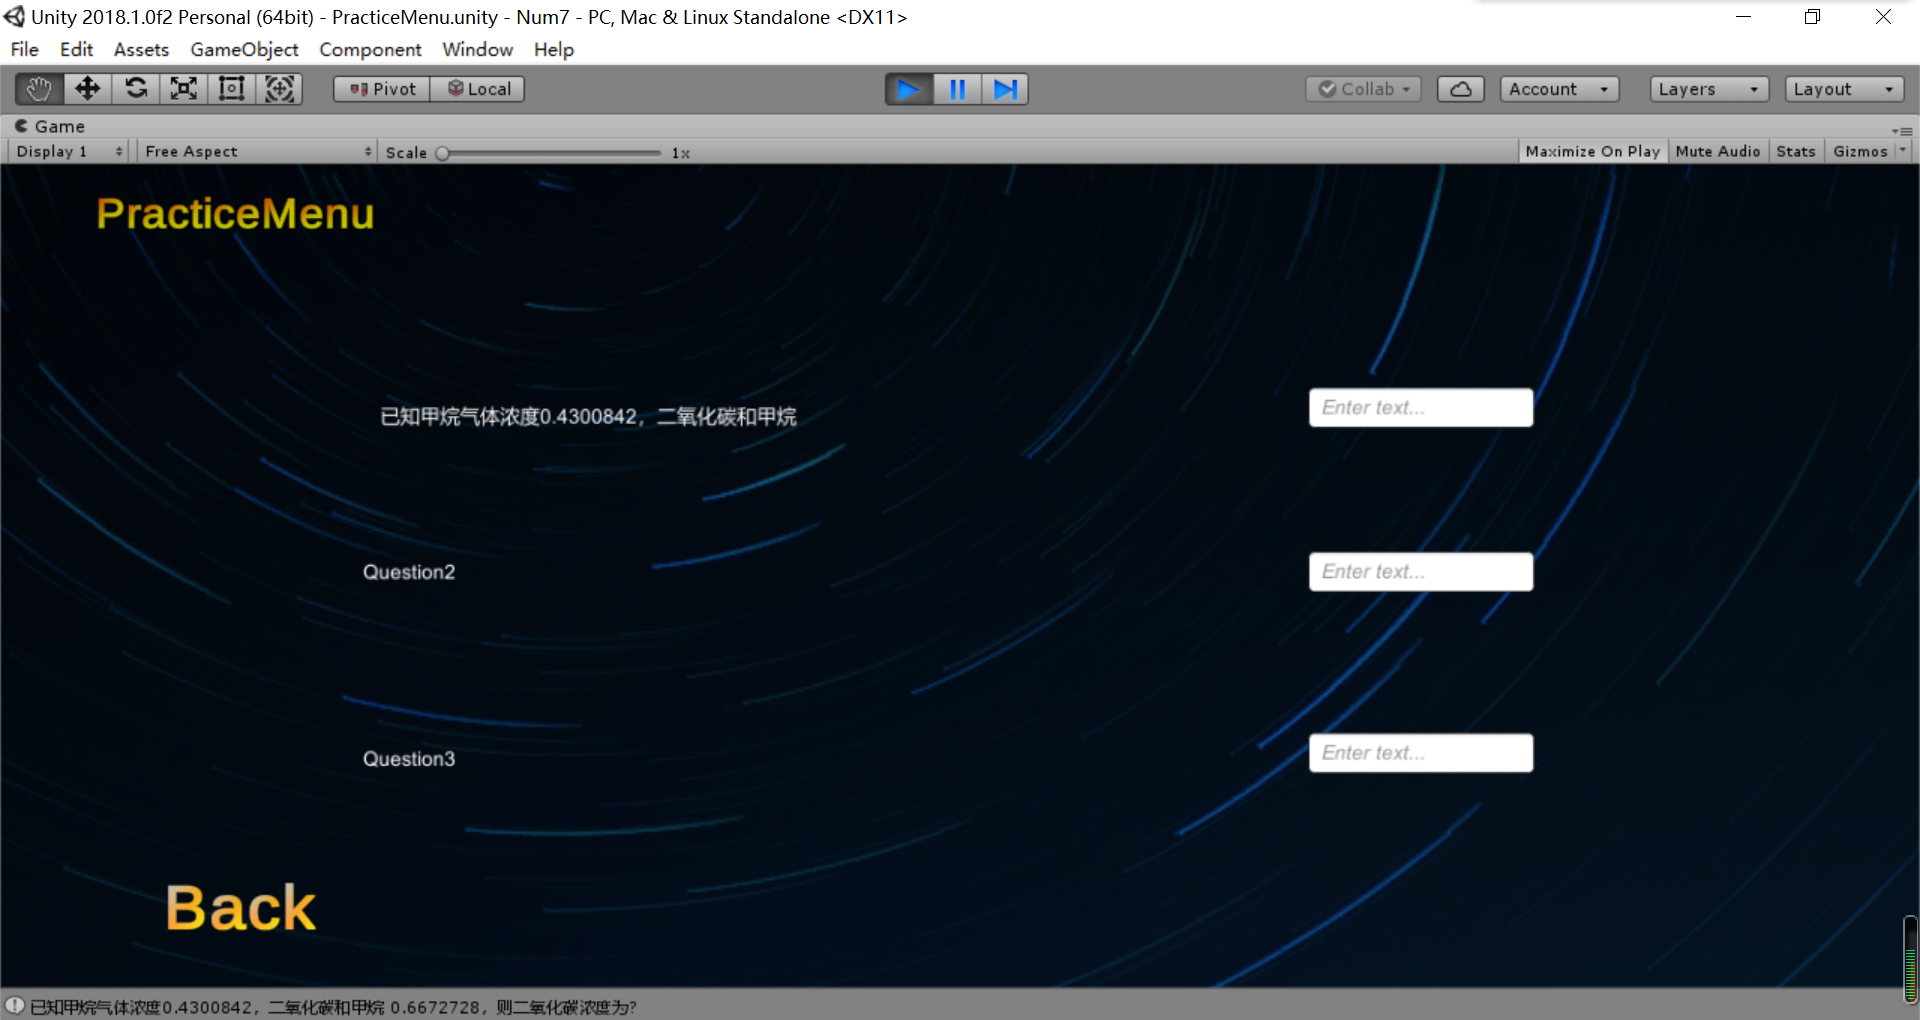 Unity 2018.1.0f2 Personal (64bit) - PracticeMenu.unity - Num7 - PC, Mac & Linux Standalone <DX11>
File Edit Assets GameObject Component Window Help
Pivot Local Collab Account Layers Layout
Game
Display 1 Free Aspect Scale 1x Maximize On Play Mute Audio Stats Gizmos
PracticeMenu
已知甲烷气体浓度0.4300842，二氧化碳和甲烷 Enter text...
Question2 Enter text...
Question3 Enter text...
Back
已知甲烷气体浓度0.4300842，二氧化碳和甲烷 0.6672728，则二氧化碳浓度为?